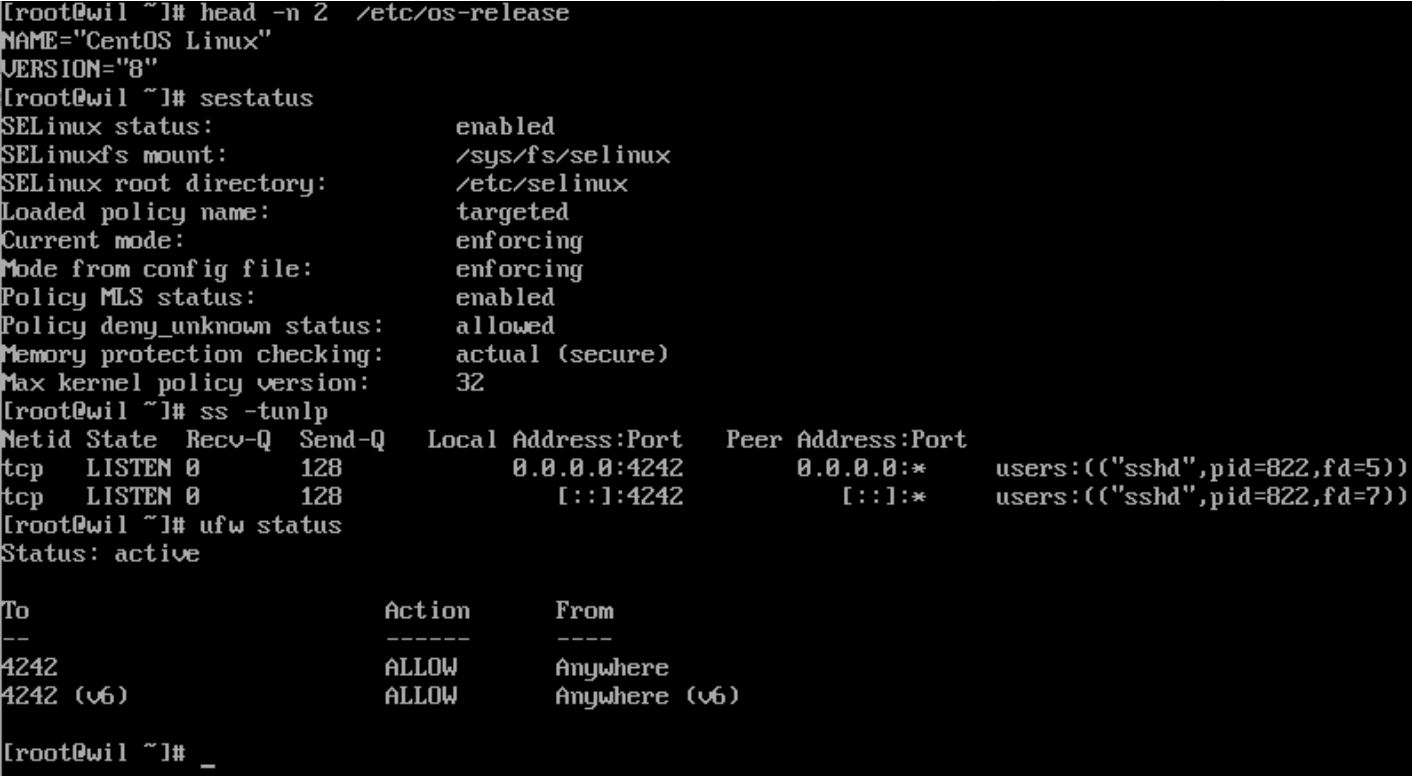 [root@wil ~]# head -n 2  /etc/os-release
NAME="CentOS Linux"
VERSION="8"
[root@wil ~]# sestatus
SELinux status:                 enabled
SELinuxfs mount:                /sys/fs/selinux
SELinux root directory:         /etc/selinux
Loaded policy name:             targeted
Current mode:                   enforcing
Mode from config file:          enforcing
Policy MLS status:              enabled
Policy deny_unknown status:     allowed
Memory protection checking:     actual (secure)
Max kernel policy version:      32
[root@wil ~]# ss -tunlp
Netid State  Recv-Q  Send-Q   Local Address:Port   Peer Address:Port
tcp   LISTEN 0       128            0.0.0.0:4242        0.0.0.0:*     users:(("sshd",pid=822,fd=5))
tcp   LISTEN 0       128               [::]:4242           [::]:*     users:(("sshd",pid=822,fd=7))
[root@wil ~]# ufw status
Status: active

To                         Action      From
--                         ------      ----
4242                       ALLOW       Anywhere
4242 (v6)                  ALLOW       Anywhere (v6)

[root@wil ~]# _